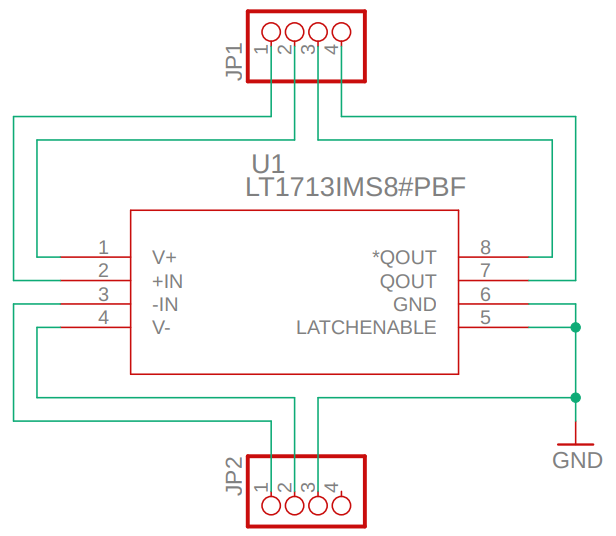 JP1
1 2 3 4
U1
LT1713IMS8#PBF
1 V+ *QOUT 8
2 +IN QOUT 7
3 -IN GND 6
4 V- LATCHENABLE 5
JP2
1 2 3 4
GND